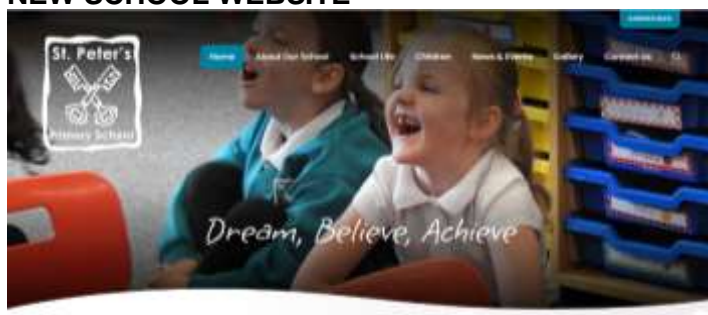 NEW SCHOOL WEBSITE
St. Peter's
Primary School
Home About Our School School Life Children News & Events Gallery Contact Us
Dream, Believe, Achieve